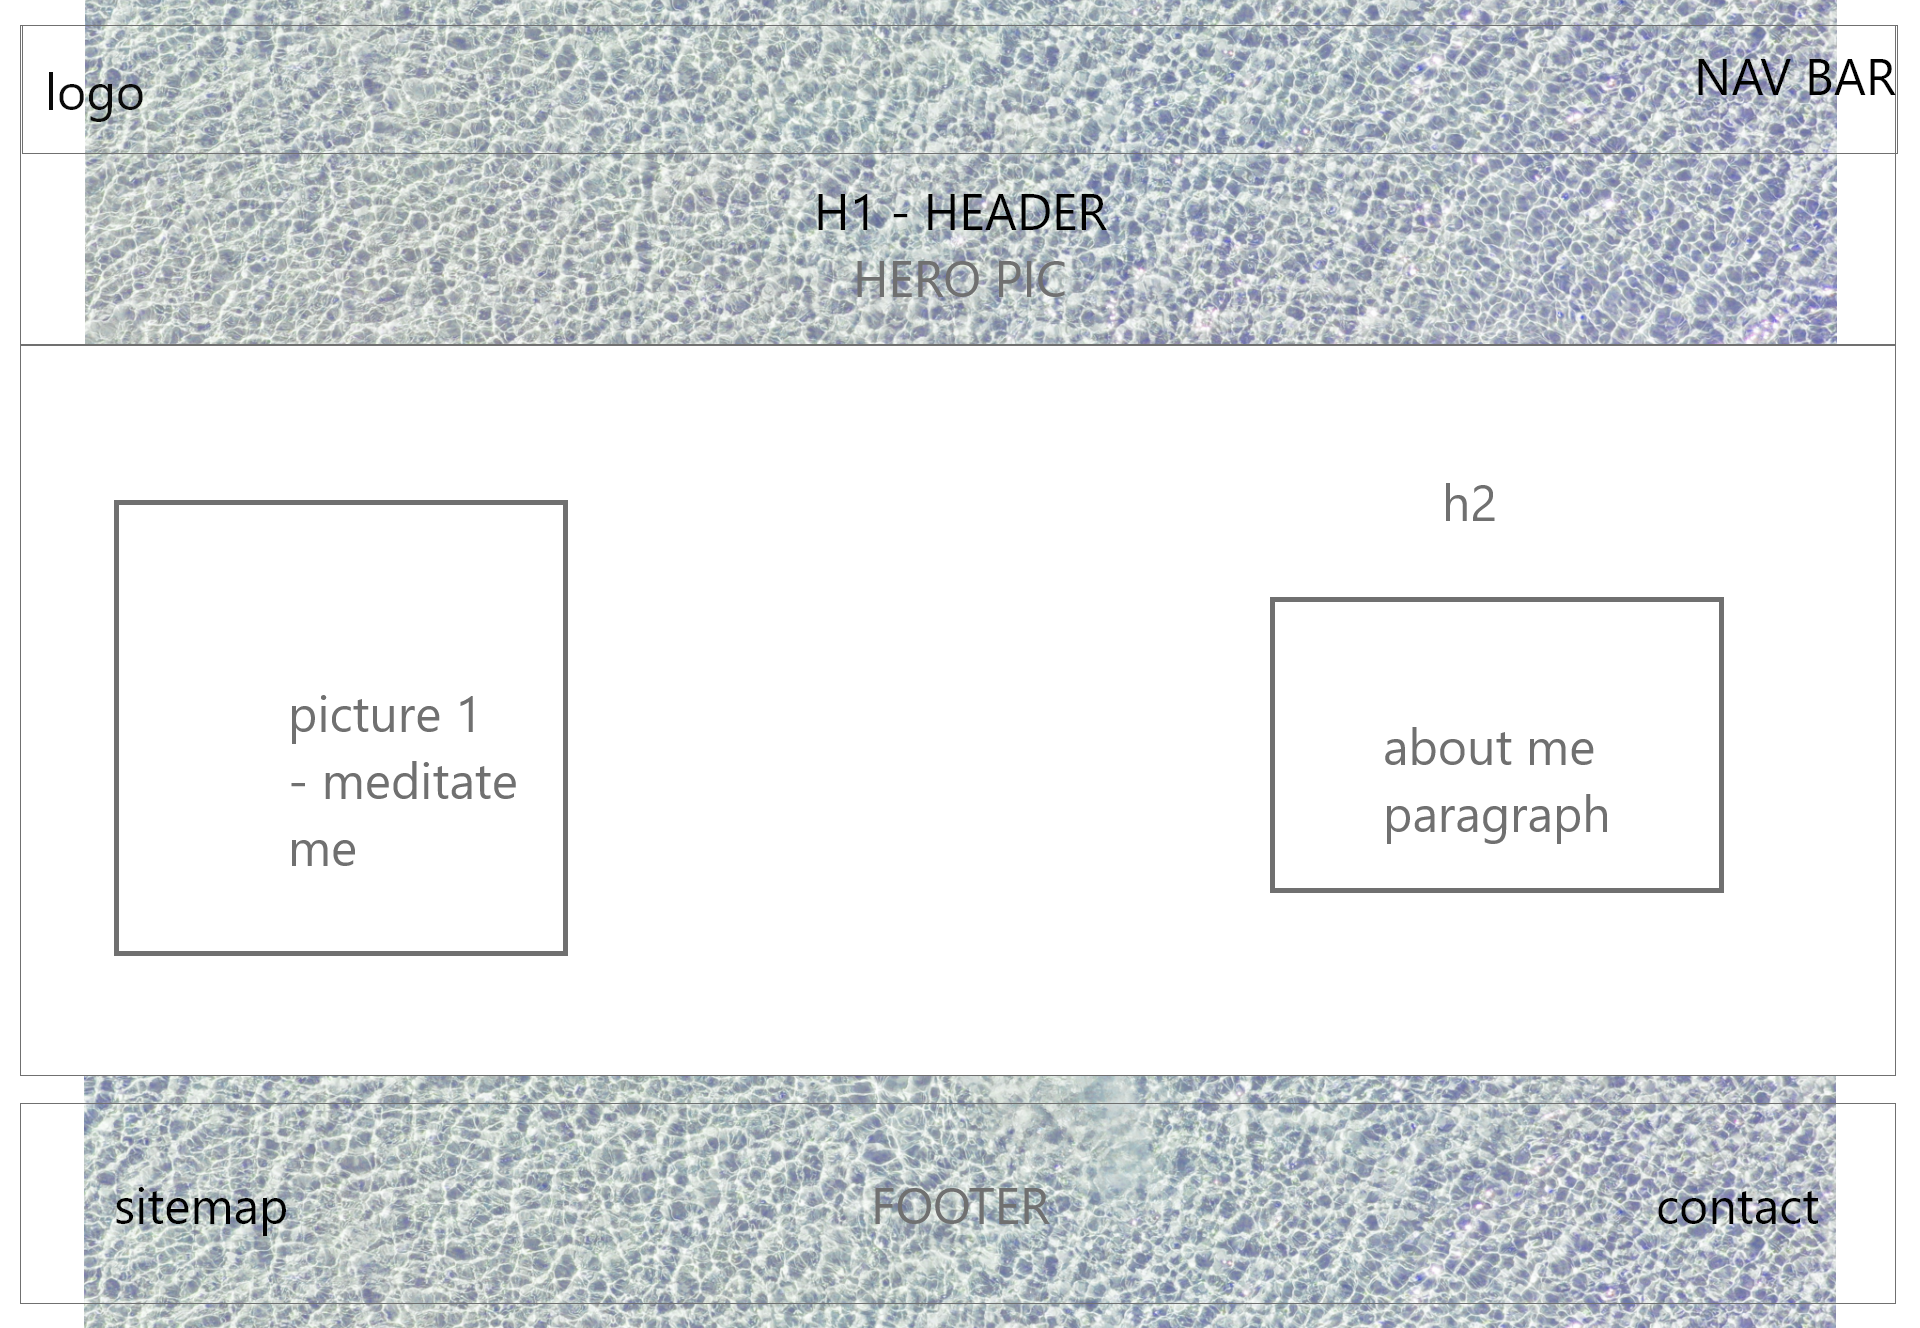 logo
NAV BAR
H1 - HEADER
HERO PIC
picture 1
- meditate
me
h2
about me
paragraph
sitemap
FOOTER
contact